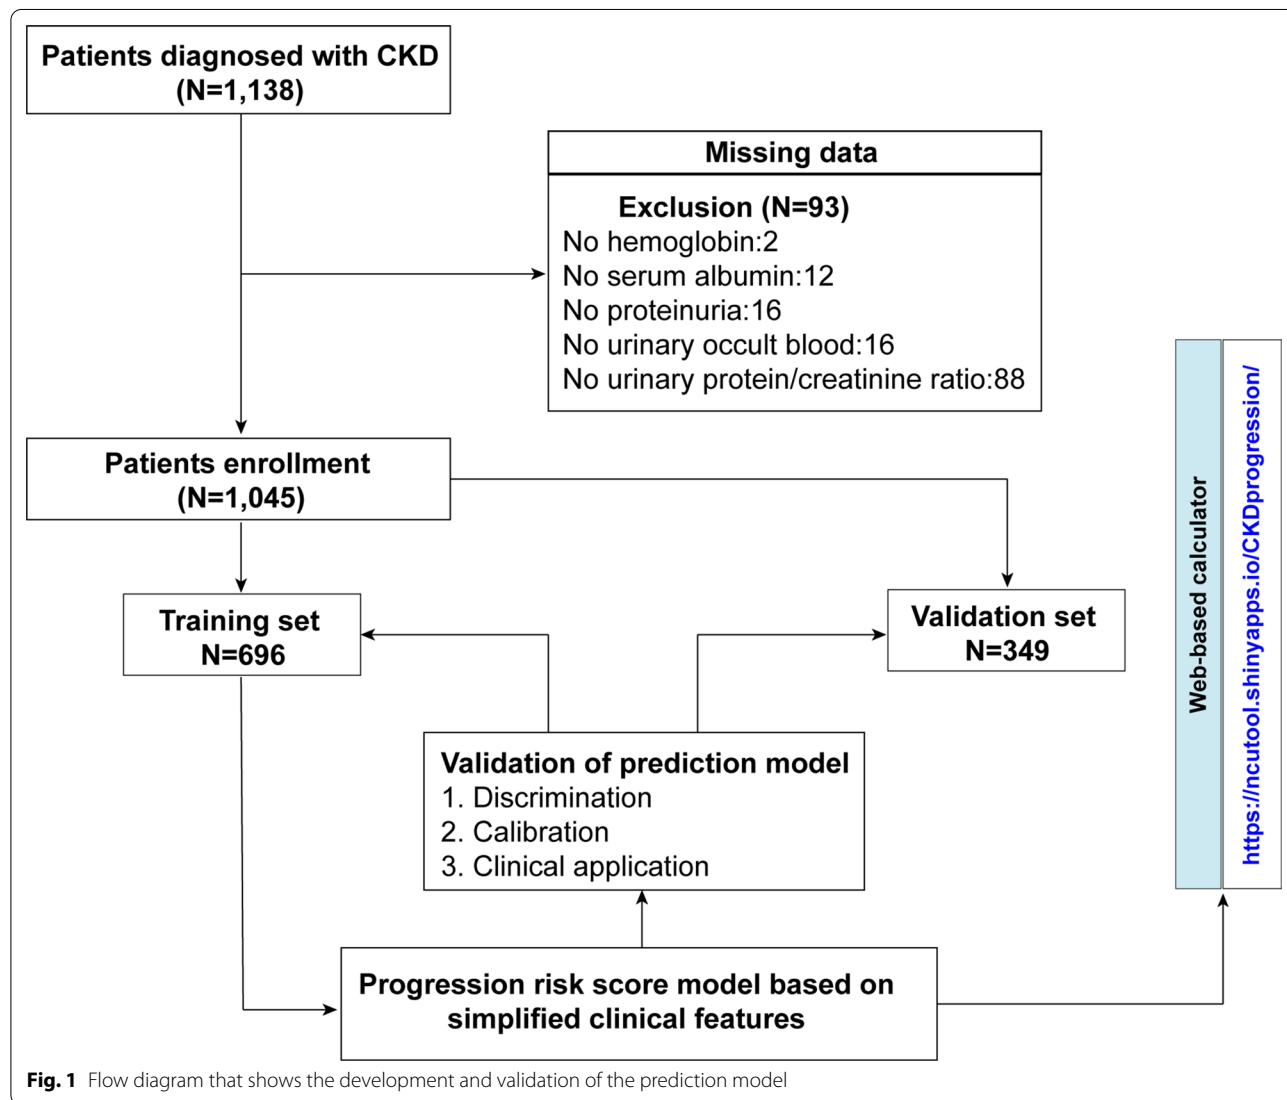 Patients diagnosed with CKD
(N=1,138)
Missing data
Exclusion (N=93)
No hemoglobin:2
No serum albumin:12
No proteinuria:16
No urinary occult blood:16
No urinary protein/creatinine ratio:88
Patients enrollment
(N=1,045)
Training set
N=696
Validation set
N=349
Validation of prediction model
1. Discrimination
2. Calibration
3. Clinical application
Progression risk score model based on
simplified clinical features
Web-based calculator
https://ncutool.shinyapps.io/CKDprogression/
Fig. 1 Flow diagram that shows the development and validation of the prediction model